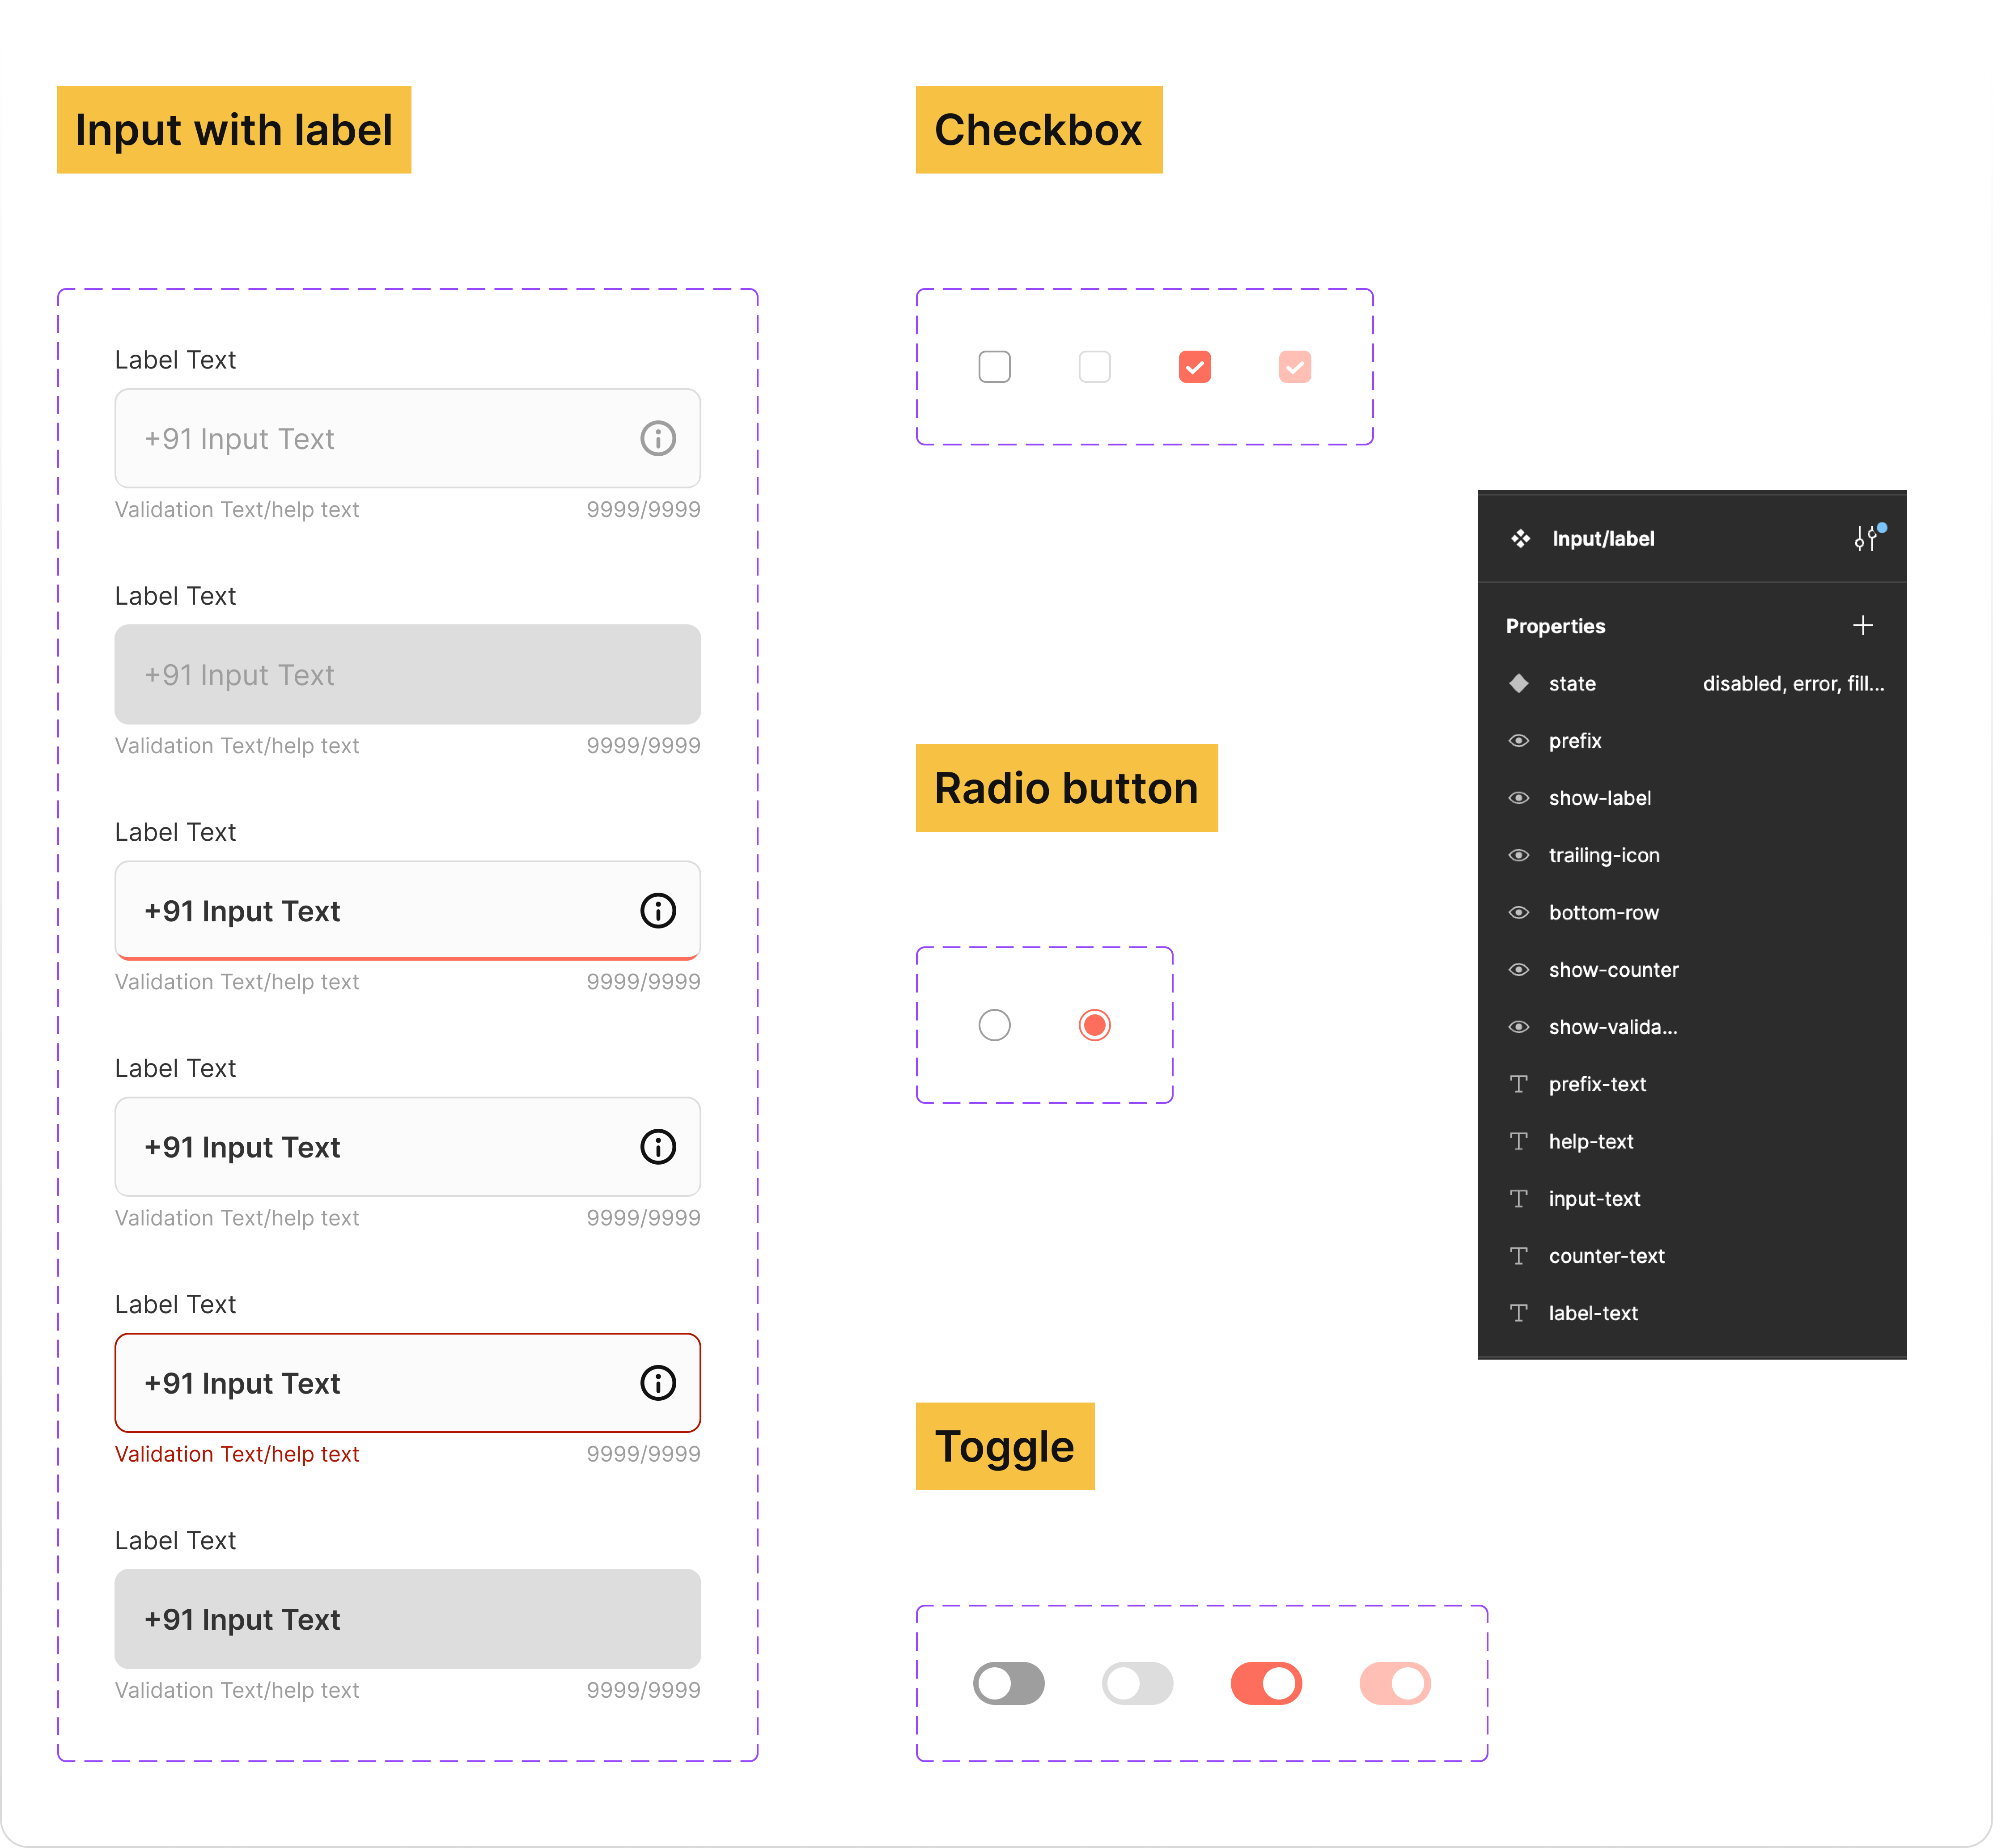 Input with label
Label Text
+91 Input Text
Validation Text/help text 9999/9999
Label Text
+91 Input Text
Validation Text/help text 9999/9999
Label Text
+91 Input Text
Validation Text/help text 9999/9999
Label Text
+91 Input Text
Validation Text/help text 9999/9999
Label Text
+91 Input Text
Validation Text/help text 9999/9999
Label Text
+91 Input Text
Validation Text/help text 9999/9999
Checkbox
Radio button
Toggle
Input/label
Properties
state disabled, error, fill...
prefix
show-label
trailing-icon
bottom-row
show-counter
show-valida...
prefix-text
help-text
input-text
counter-text
label-text